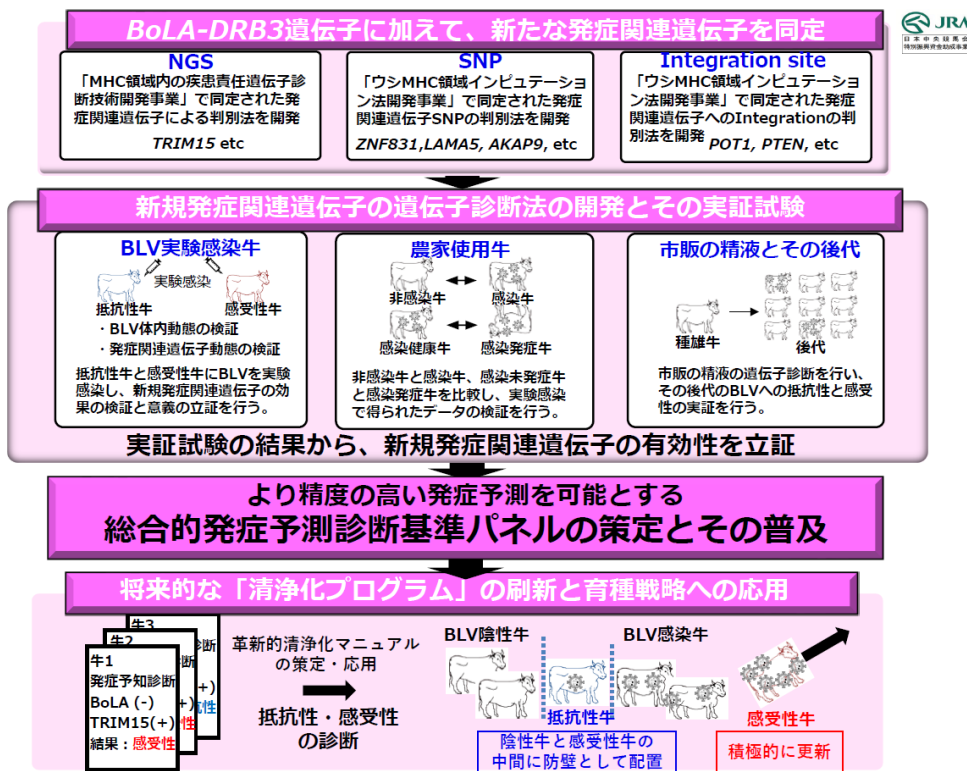 BoLA-DRB3遺伝子に加えて、新たな発症関連遺伝子を同定
JRA
日本中央競馬会
特別振興資金助成事業
NGS
「MHC領域内の疾患責任遺伝子診
断技術開発事業」で同定された発
症関連遺伝子による判別法を開発
TRIM15 etc
SNP
「ウシMHC領域インピュテーショ
ン法開発事業」で同定された発症
関連遺伝子SNPの判別法を開発
ZNF831,LAMA5, AKAP9, etc
Integration site
「ウシMHC領域インピュテーショ
ン法開発事業」で同定された発症
関連遺伝子へのIntegrationの判
別法を開発
POT1, PTEN, etc
新規発症関連遺伝子の遺伝子診断法の開発とその実証試験
BLV実験感染牛
実験感染
抵抗性牛
感受性牛
・BLV体内動態の検証
・発症関連遺伝子動態の検証
抵抗性牛と感受性牛にBLVを実験
感染し、新規発症関連遺伝子の効
果の検証と意義の立証を行う。
農家使用牛
非感染牛
感染牛
感染健康牛
感染発症牛
非感染牛と感染牛、感染未発症牛
と感染発症牛を比較し、実験感染
で得られたデータの検証を行う。
市販の精液とその後代
種雄牛
後代
市販の精液の遺伝子診断を行い、
その後代のBLVへの抵抗性と感受
性の実証を行う。
実証試験の結果から、新規発症関連遺伝子の有効性を立証
より精度の高い発症予測を可能とする
総合的発症予測診断基準パネルの策定とその普及
将来的な「清浄化プログラム」の刷新と育種戦略への応用
牛3
診断
+)
抗性
牛2
診断
+)
性
牛1
発症予知診断
BoLA (-)
TRIM15(+)
結果：感受性
革新的清浄化マニュアル
の策定・応用
抵抗性・感受性
の診断
BLV陰性牛
BLV感染牛
抵抗性牛
感受性牛
陰性牛と感受性牛の
中間に防壁として配置
積極的に更新